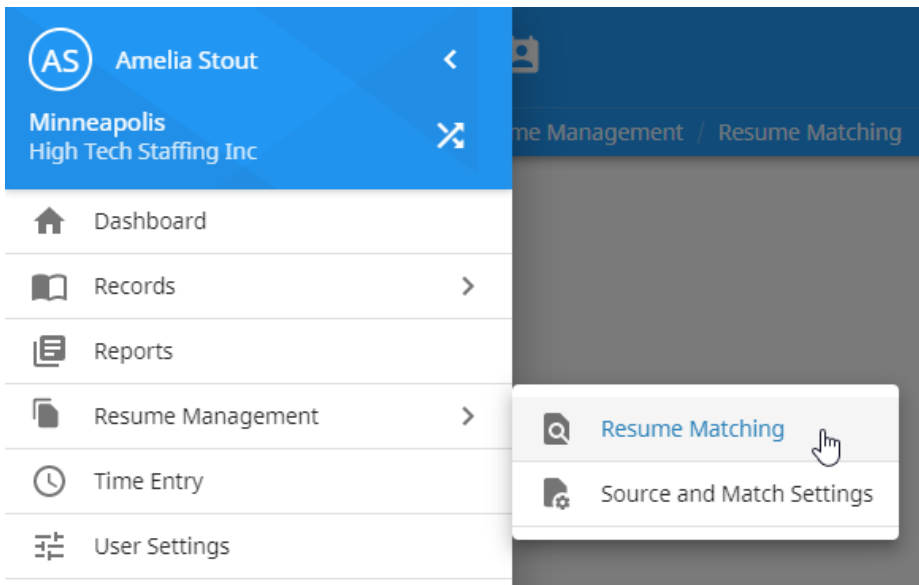 AS Amelia Stout
Minneapolis
High Tech Staffing Inc
me Management / Resume Matching
Dashboard
Records
Reports
Resume Management
Resume Matching
Source and Match Settings
Time Entry
User Settings